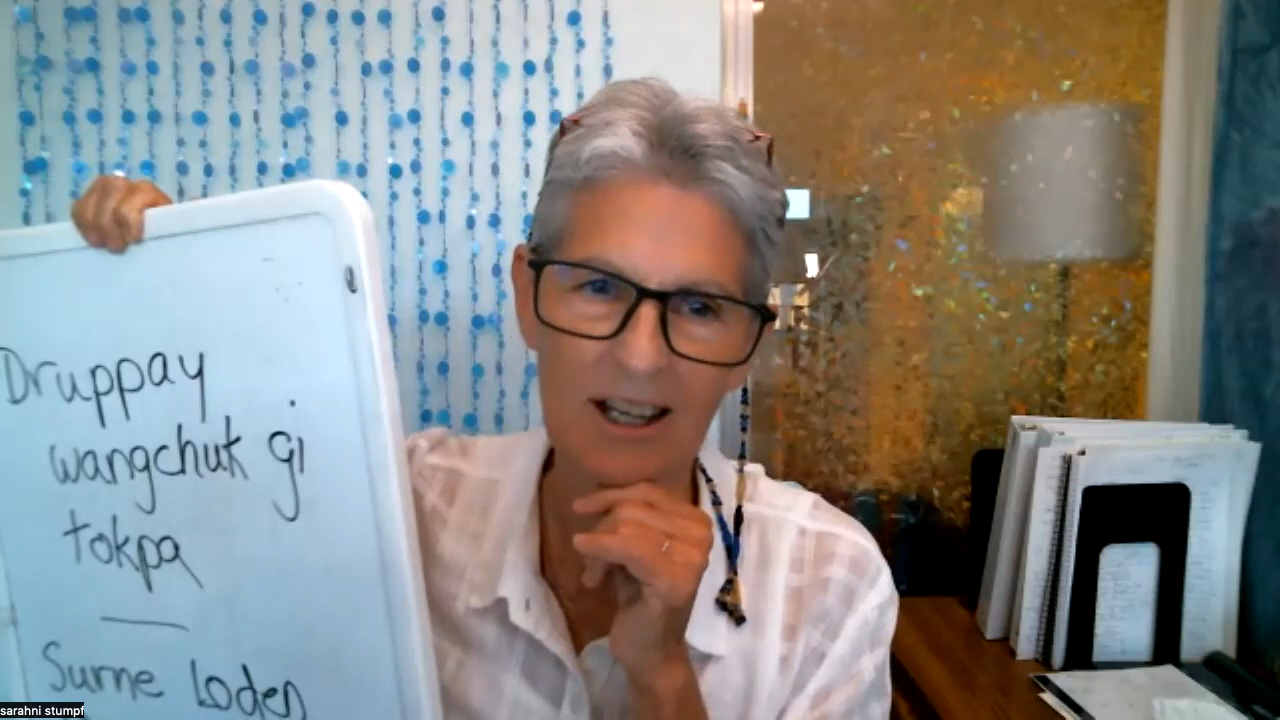 Druppay
wangchuk gi
tokpa
Surne Loden
sarahni stumpf